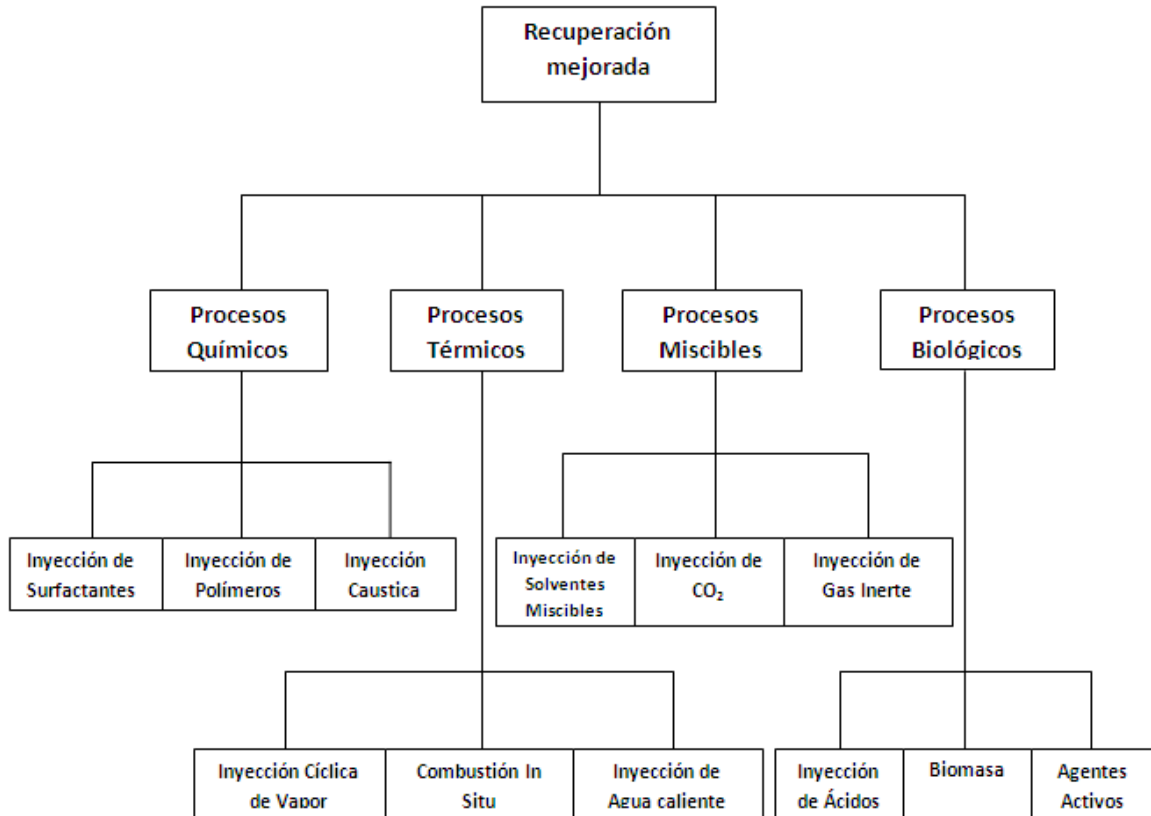 Recuperación
mejorada
Procesos
Químicos
Procesos
Térmicos
Procesos
Miscibles
Procesos
Biológicos
Inyección de
Surfactantes
Inyección de
Polímeros
Inyección
Caustica
Inyección de
Solventes
Miscibles
Inyección de
CO₂
Inyección de
Gas Inerte
Inyección Cíclica
de Vapor
Combustión In
Situ
Inyección de
Agua caliente
Inyección
de Ácidos
Biomasa
Agentes
Activos